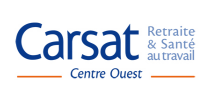 Carsat
Retraite
& Santé
au travail
Centre Ouest